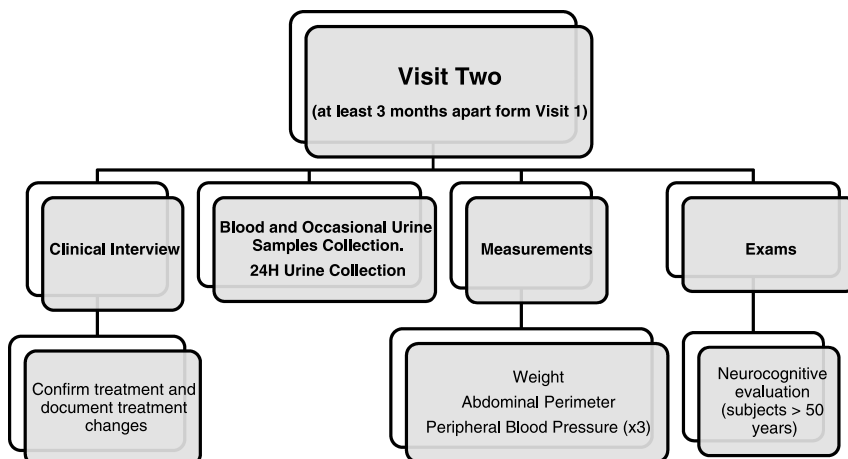 Visit Two
(at least 3 months apart form Visit 1)
Clinical Interview
Blood and Occasional Urine
Samples Collection.
24H Urine Collection
Measurements
Exams
Confirm treatment and
document treatment
changes
Weight
Abdominal Perimeter
Peripheral Blood Pressure (x3)
Neurocognitive
evaluation
(subjects > 50
years)